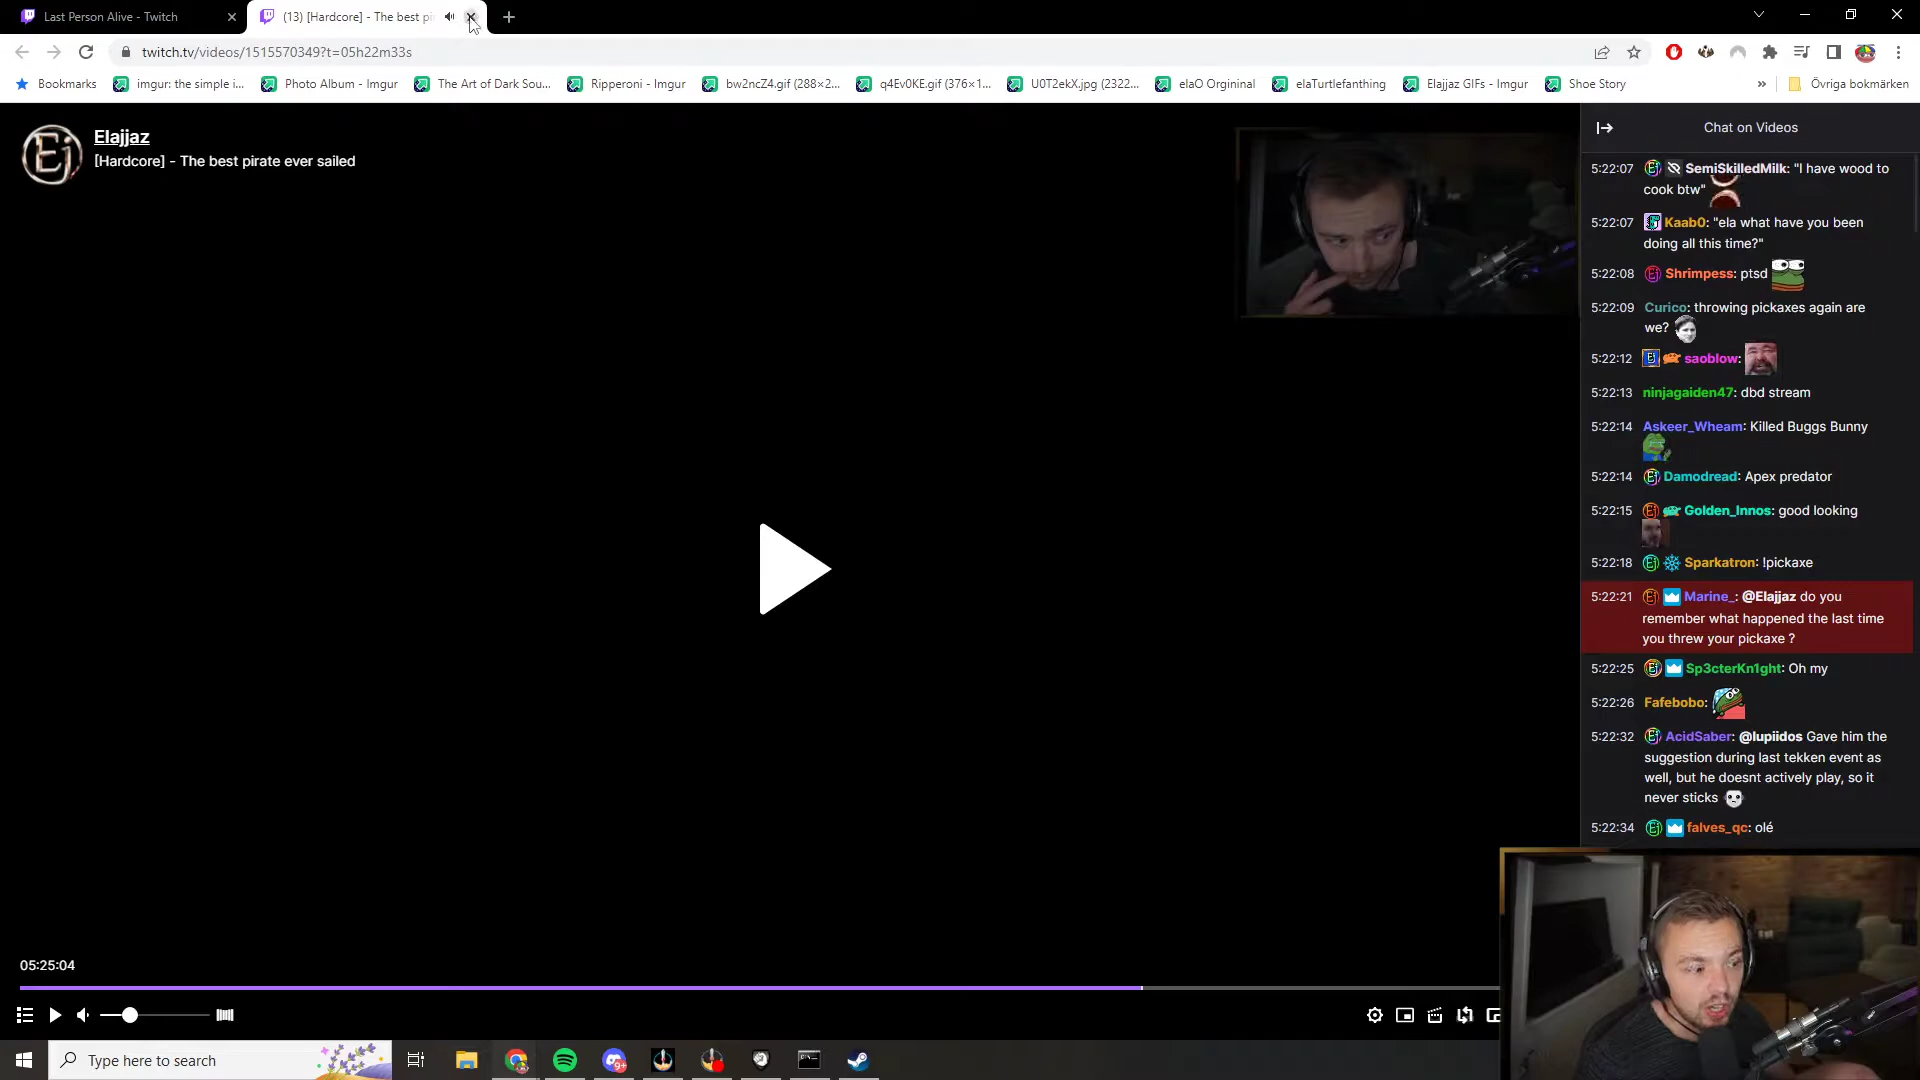 Last Person Alive - Twitch
(13) [Hardcore] - The best pi
twitch.tv/videos/1515570349?t=05h22m33s
Bookmarks
imgur: the simple i...
Photo Album - Imgur
The Art of Dark Sou...
Ripperoni - Imgur
bw2ncZ4.gif (288×2...
q4Ev0KE.gif (376×1...
U0T2ekX.jpg (2322...
elaO Orgininal
elaTurtlefanthing
Elajjaz GIFs - Imgur
Shoe Story
»
Övriga bokmärken
Elajjaz
[Hardcore] - The best pirate ever sailed
Chat on Videos
5:22:07 SemiSkilledMilk: "I have wood to
cook btw"
5:22:07 Kaab0: "ela what have you been
doing all this time?"
5:22:08 Shrimpess: ptsd
5:22:09 Curico: throwing pickaxes again are
we?
5:22:12 saoblow:
5:22:13 ninjagaiden47: dbd stream
5:22:14 Askeer_Wheam: Killed Buggs Bunny
5:22:14 Damodread: Apex predator
5:22:15 Golden_Innos: good looking
5:22:18 Sparkatron: !pickaxe
5:22:21 Marine_: @Elajjaz do you
remember what happened the last time
you threw your pickaxe ?
5:22:25 Sp3cterKn1ght: Oh my
5:22:26 Fafebobo:
5:22:32 AcidSaber: @lupiidos Gave him the
suggestion during last tekken event as
well, but he doesnt actively play, so it
never sticks
5:22:34 falves_qc: olé
05:25:04
Type here to search
9+